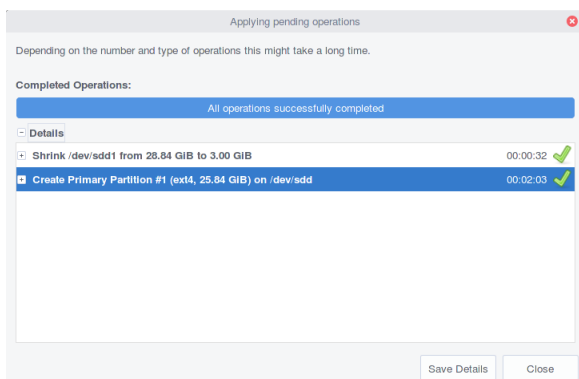 Applying pending operations
Depending on the number and type of operations this might take a long time.
Completed Operations:
All operations successfully completed
Details
Shrink /dev/sdd1 from 28.84 GiB to 3.00 GiB 00:00:32
Create Primary Partition #1 (ext4, 25.84 GiB) on /dev/sdd 00:02:03
Save Details Close